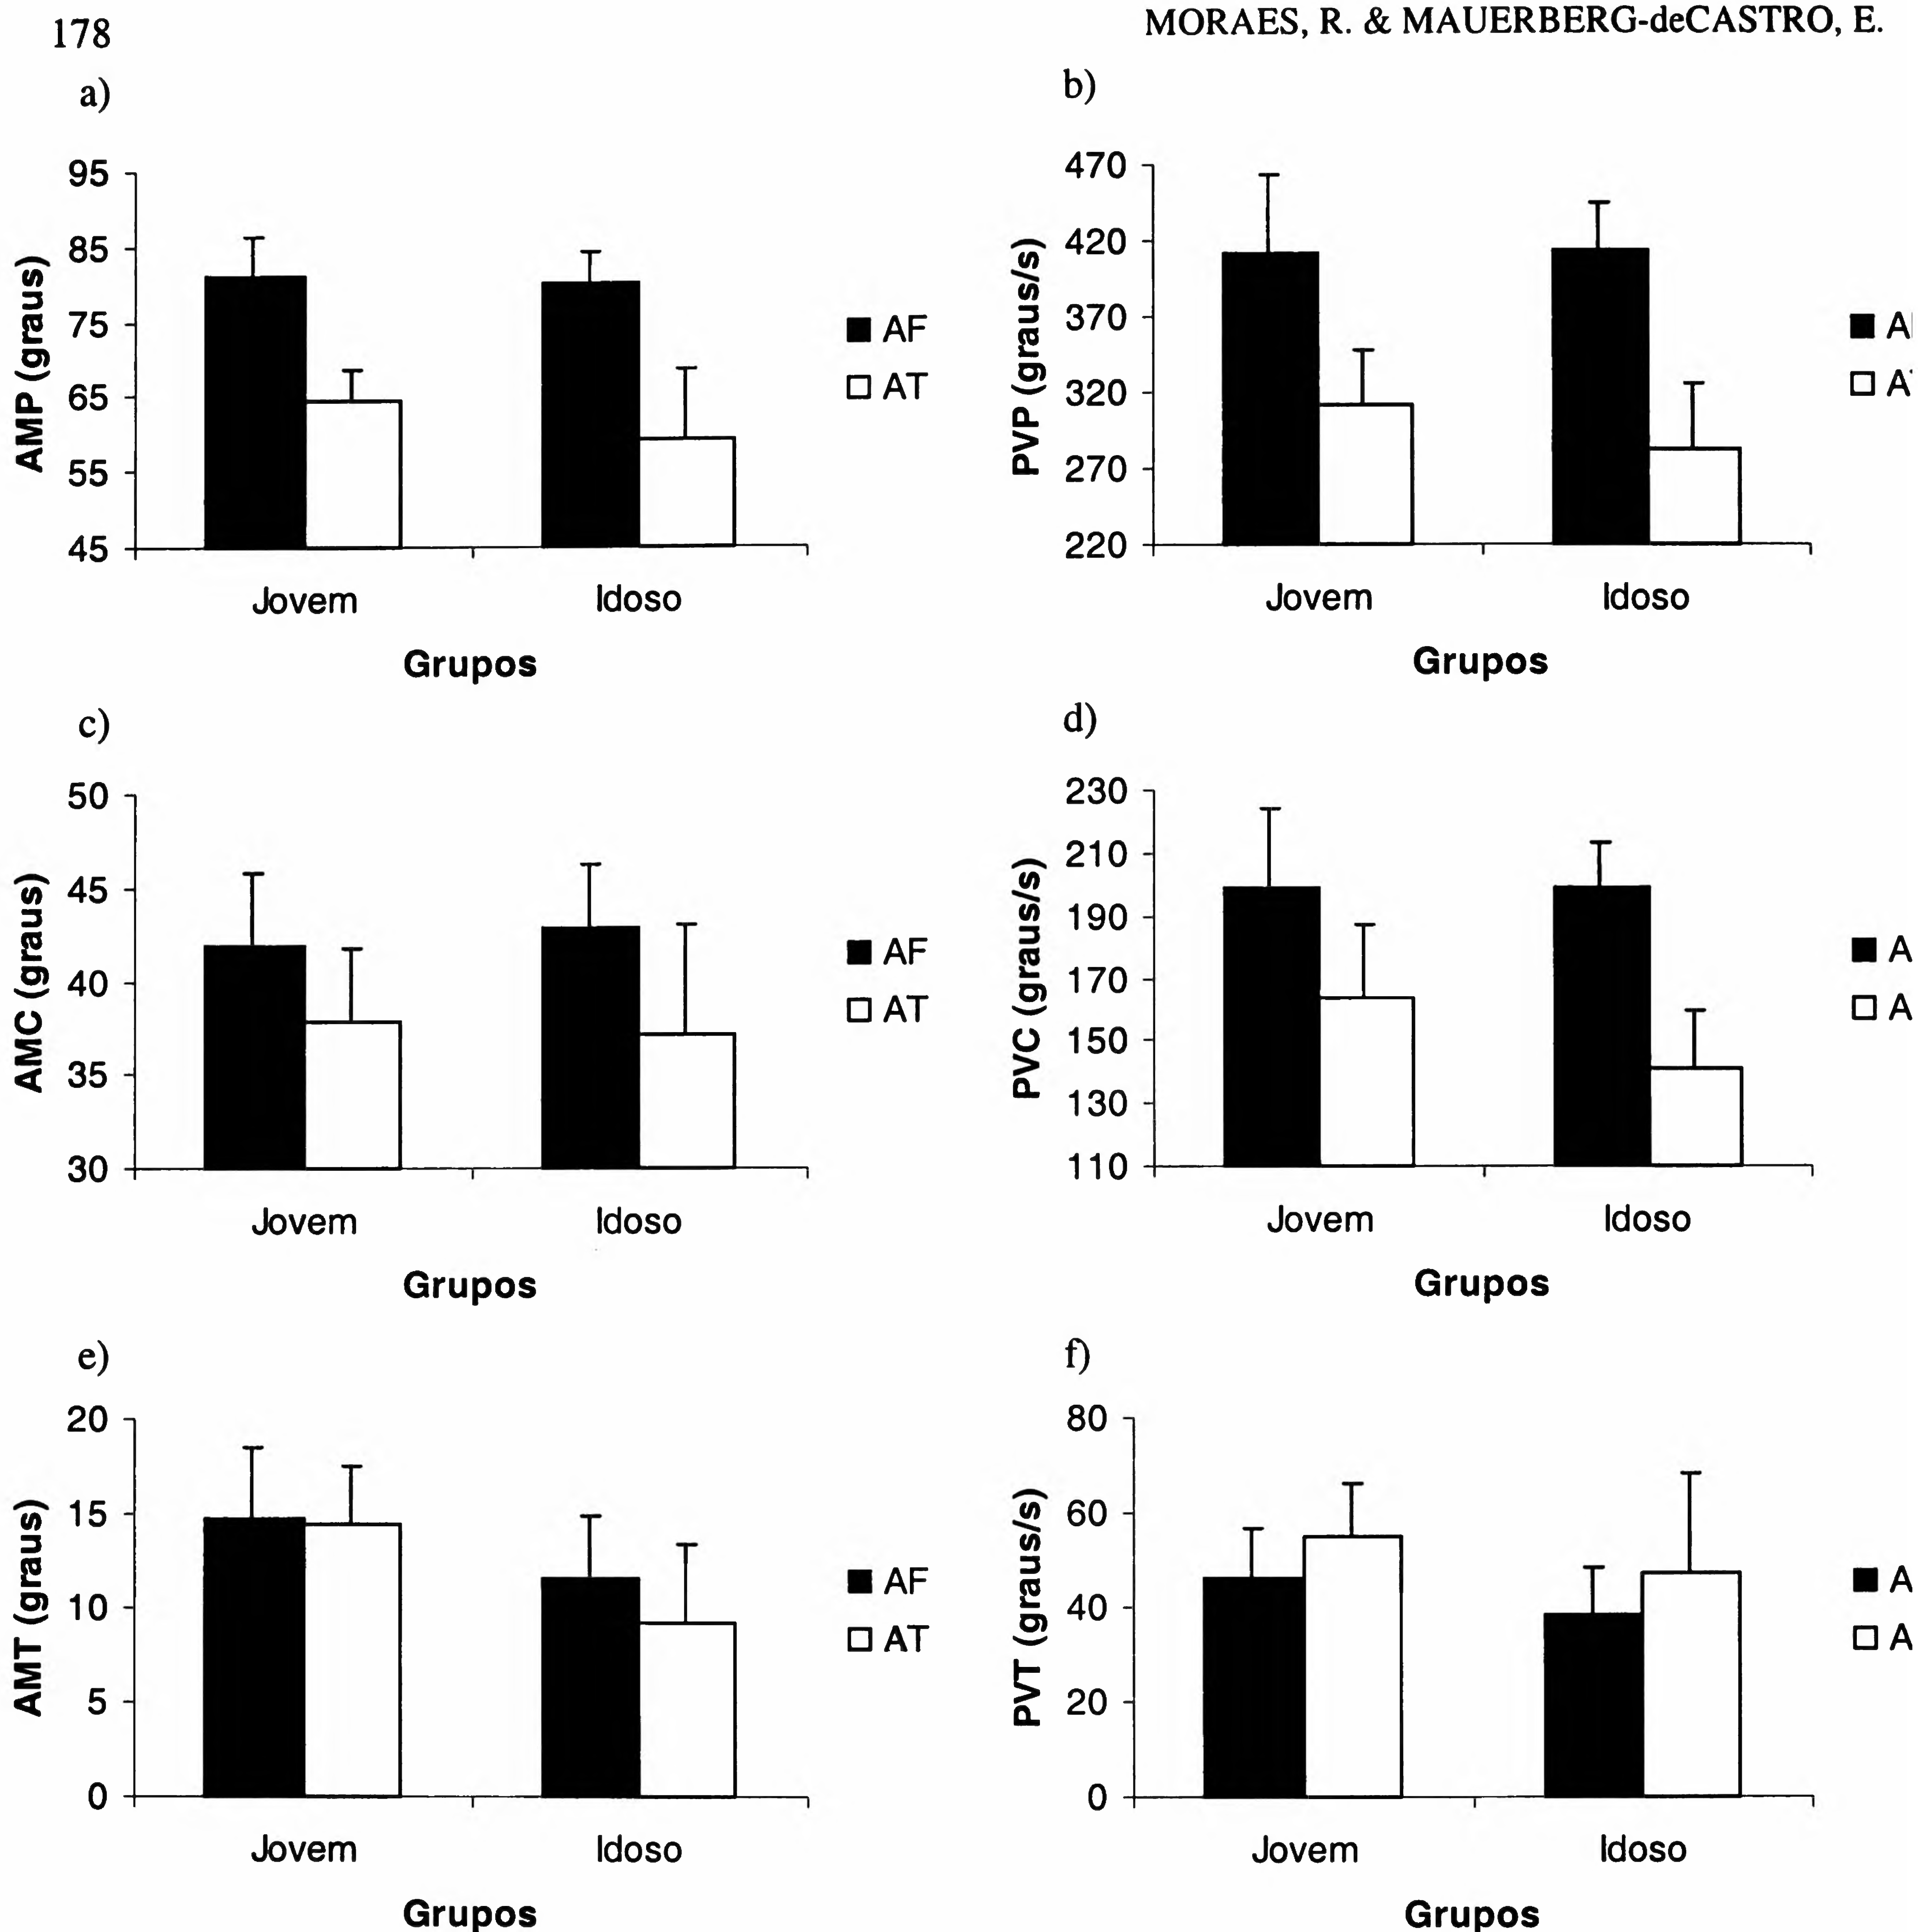 178
MORAES, R. & MAUERBERG-deCASTRO, E.
a)
95
85
75
65
55
45
AMP (graus)
Jovem
Idoso
Grupos
AF
AT
b)
470
420
370
320
270
220
PVP (graus/s)
Jovem
Idoso
Grupos
A
A
c)
50
45
40
35
30
AMC (graus)
Jovem
Idoso
Grupos
AF
AT
d)
230
210
190
170
150
130
110
PVC (graus/s)
Jovem
Idoso
Grupos
A
A
e)
20
15
10
5
0
AMT (graus)
Jovem
Idoso
Grupos
AF
AT
f)
80
60
40
20
0
PVT (graus/s)
Jovem
Idoso
Grupos
A
A